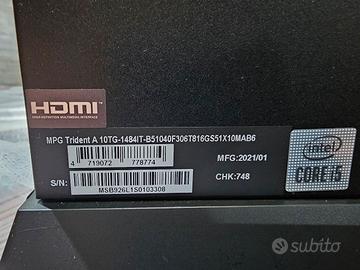 HDMI
HIGH-DEFINITION MULTIMEDIA INTERFACE
MPG Trident A 10TG-1484IT-B51040F306T816GS51X10MAB6
4 719072 778774
MFG:2021/01
S/N:
CHK:748
MSB926L1S0103308
intel
CORE i5
subito